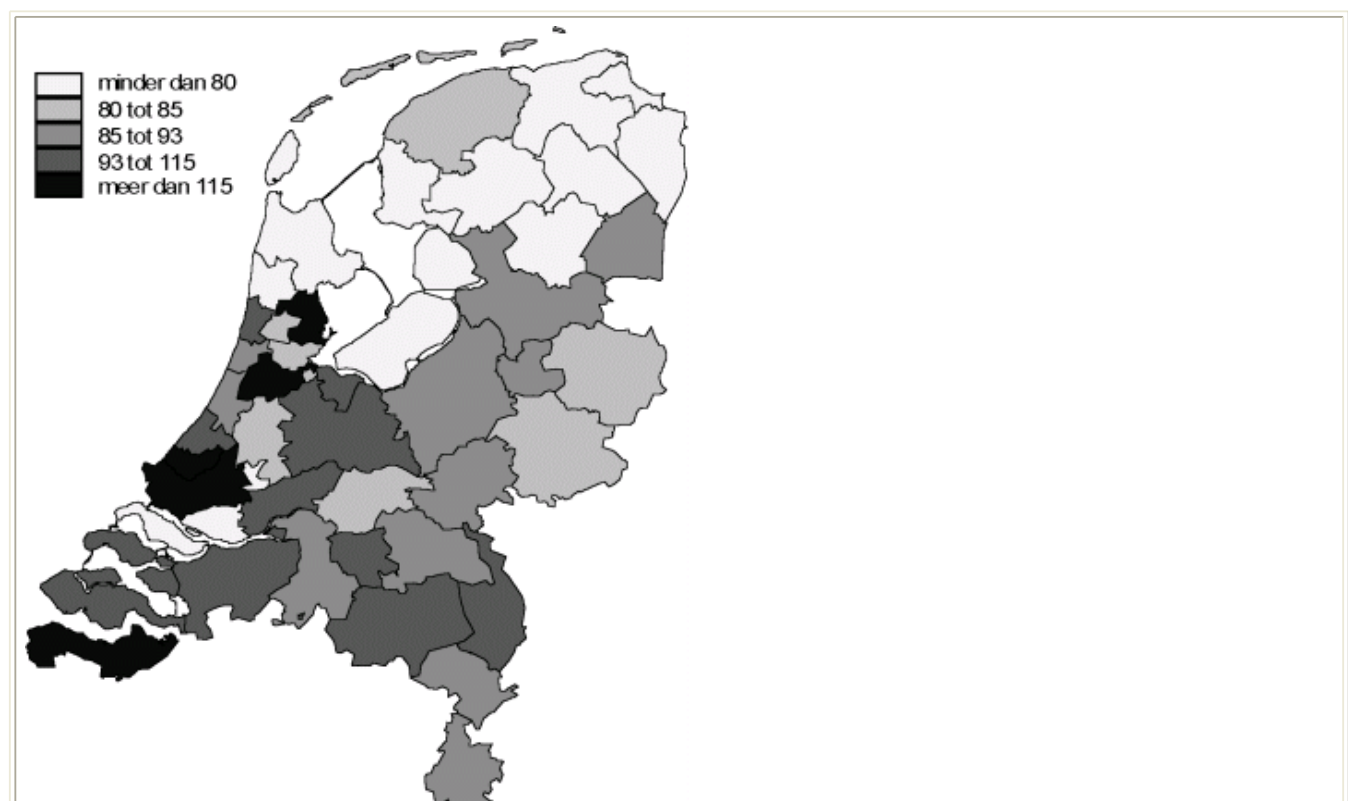 minder dan 80
80 tot 85
85 tot 93
93 tot 115
meer dan 115